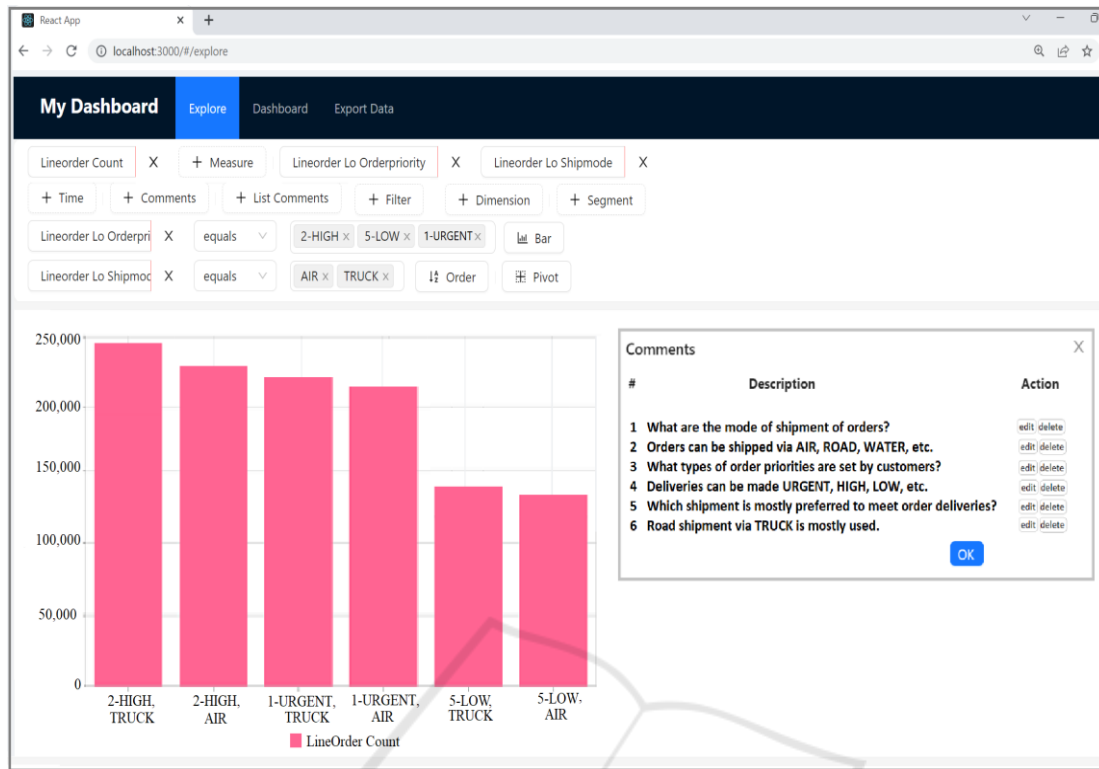 React App X +
localhost:3000/#/explore
My Dashboard Explore Dashboard Export Data
Lineorder Count X + Measure Lineorder Lo Orderpriority X Lineorder Lo Shipmode X
+ Time + Comments + List Comments + Filter + Dimension + Segment
Lineorder Lo Orderpri X equals 2-HIGH × 5-LOW × 1-URGENT × Bar
Lineorder Lo Shipmod X equals AIR × TRUCK × Order Pivot
250,000
200,000
150,000
100,000
50,000
0
2-HIGH, TRUCK
2-HIGH, AIR
1-URGENT, TRUCK
1-URGENT, AIR
5-LOW, TRUCK
5-LOW, AIR
LineOrder Count
Comments X
# Description Action
1 What are the mode of shipment of orders? edit delete
2 Orders can be shipped via AIR, ROAD, WATER, etc. edit delete
3 What types of order priorities are set by customers? edit delete
4 Deliveries can be made URGENT, HIGH, LOW, etc. edit delete
5 Which shipment is mostly preferred to meet order deliveries? edit delete
6 Road shipment via TRUCK is mostly used. edit delete
OK